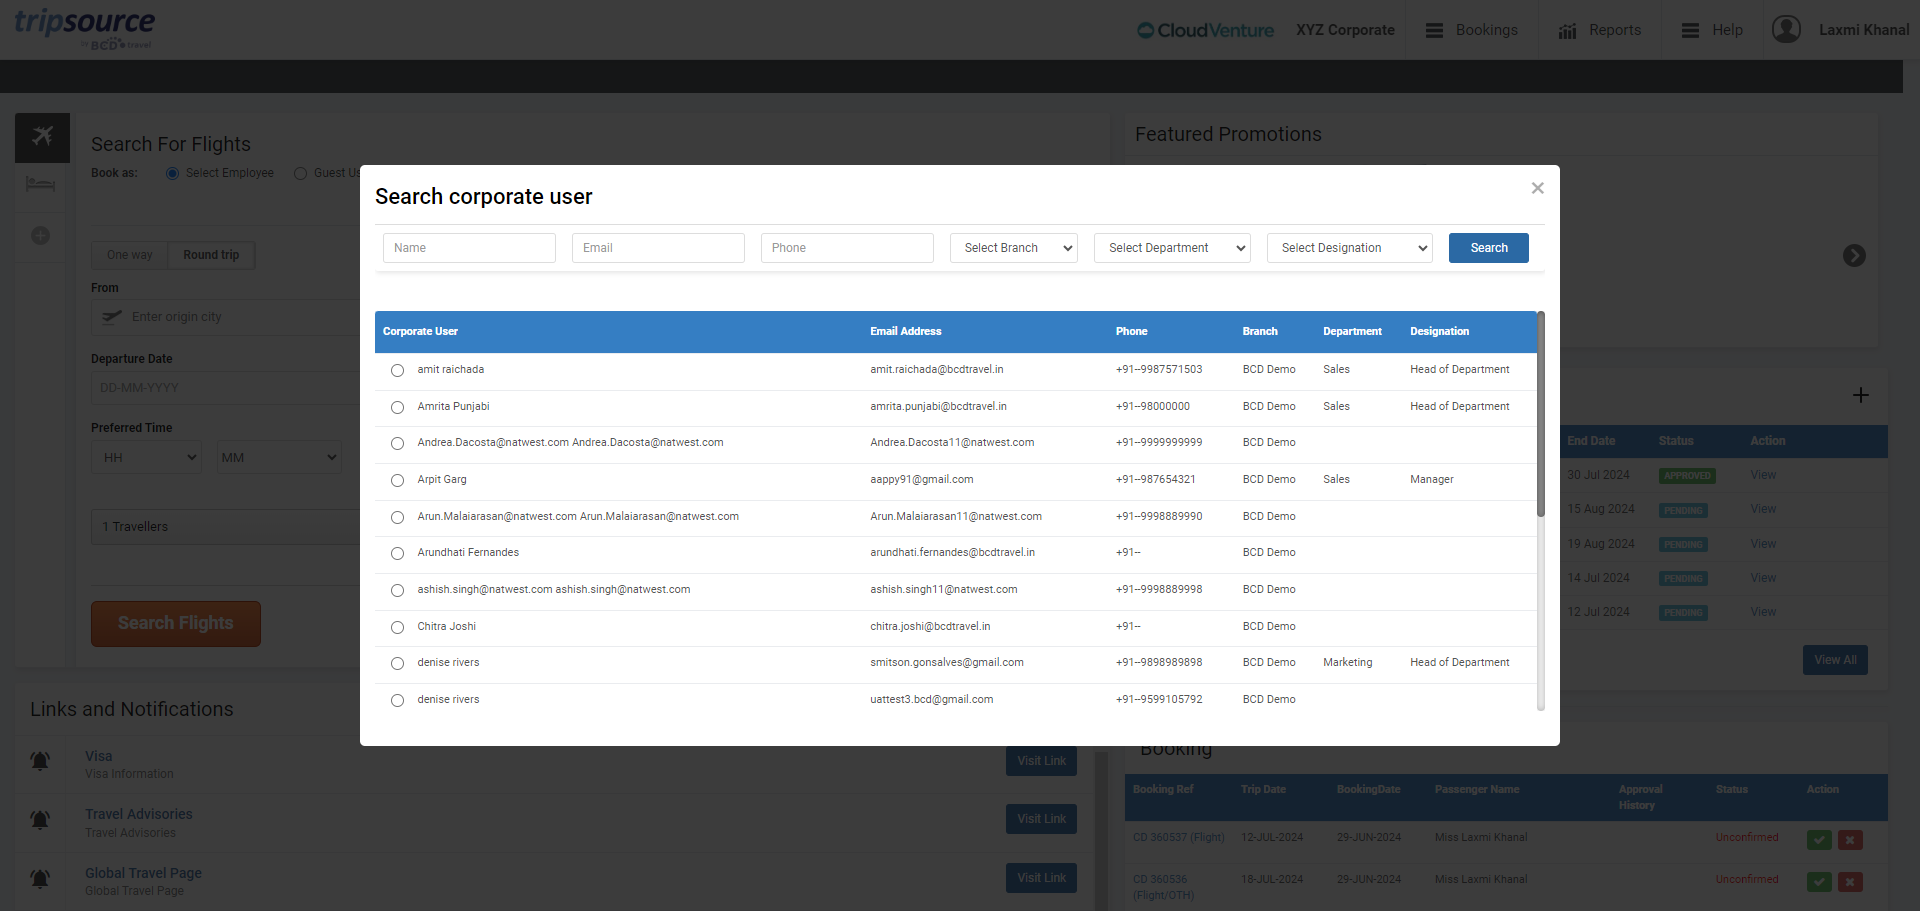 tripsource
by BCD travel
CloudVenture
XYZ Corporate
Bookings
Reports
Help
Laxmi Khanal
Search For Flights
Book as:
Select Employee
Guest Us
One way
Round trip
From
Enter origin city
Departure Date
DD-MM-YYYY
Preferred Time
HH
MM
1 Travellers
Search Flights
Featured Promotions
Search corporate user
×
Name
Email
Phone
Select Branch
Select Department
Select Designation
Search
Corporate User Email Address Phone Branch Department Designation
amit raichada amit.raichada@bcdtravel.in +91--9987571503 BCD Demo Sales Head of Department
Amrita Punjabi amrita.punjabi@bcdtravel.in +91--98000000 BCD Demo Sales Head of Department
Andrea.Dacosta@natwest.com Andrea.Dacosta@natwest.com Andrea.Dacosta11@natwest.com +91--9999999999 BCD Demo
Arpit Garg aappy91@gmail.com +91--987654321 BCD Demo Sales Manager
Arun.Malaiarasan@natwest.com Arun.Malaiarasan@natwest.com Arun.Malaiarasan11@natwest.com +91--9998889990 BCD Demo
Arundhati Fernandes arundhati.fernandes@bcdtravel.in +91-- BCD Demo
ashish.singh@natwest.com ashish.singh@natwest.com ashish.singh11@natwest.com +91--9998889998 BCD Demo
Chitra Joshi chitra.joshi@bcdtravel.in +91-- BCD Demo
denise rivers smitson.gonsalves@gmail.com +91--9898989898 BCD Demo Marketing Head of Department
denise rivers uattest3.bcd@gmail.com +91--9599105792 BCD Demo
End Date Status Action
30 Jul 2024 APPROVED View
15 Aug 2024 PENDING View
19 Aug 2024 PENDING View
14 Jul 2024 PENDING View
12 Jul 2024 PENDING View
View All
Links and Notifications
Visa
Visa Information
Visit Link
Travel Advisories
Travel Advisories
Visit Link
Global Travel Page
Global Travel Page
Visit Link
Booking
Booking Ref Trip Date BookingDate Passenger Name Approval History Status Action
CD 360537 (Flight) 12-JUL-2024 29-JUN-2024 Miss Laxmi Khanal Unconfirmed
CD 360536 (Flight/OTH) 18-JUL-2024 29-JUN-2024 Miss Laxmi Khanal Unconfirmed